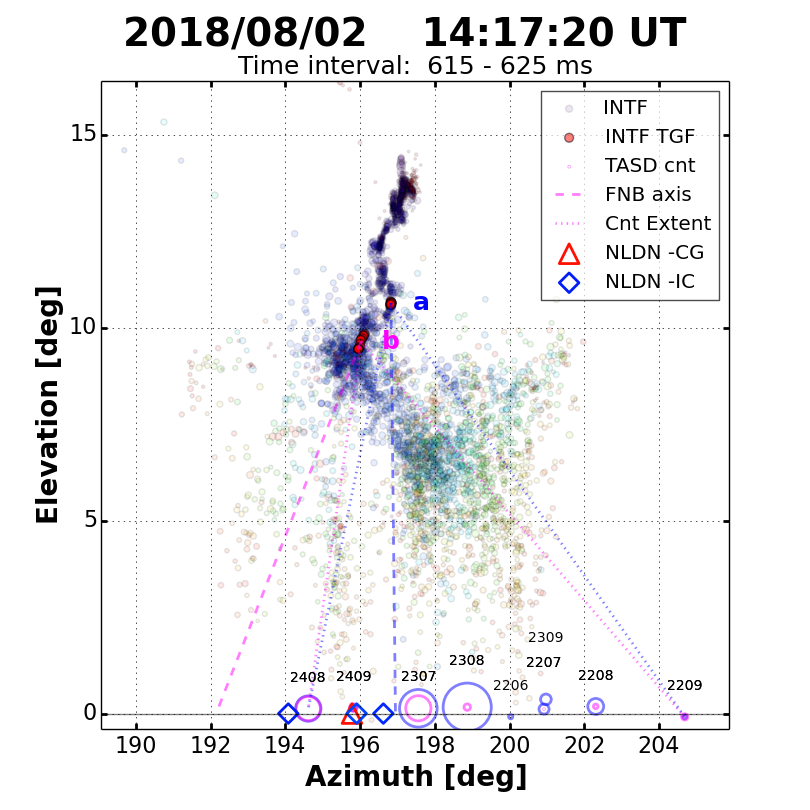 2018/08/02 14:17:20 UT
Time interval: 615 - 625 ms
INTF
INTF TGF
TASD cnt
FNB axis
Cnt Extent
NLDN -CG
NLDN -IC
15
10
5
0
Elevation [deg]
a
b
2309
2308
2207
2408
2409
2307
2206
2208
2209
190
192
194
196
198
200
202
204
Azimuth [deg]